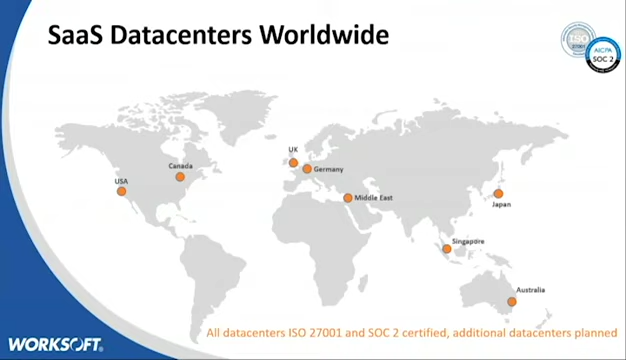 SaaS Datacenters Worldwide
ISO
27001
AICPA
SOC 2
UK
Canada
Germany
USA
Middle East
Japan
Singapore
Australia
All datacenters ISO 27001 and SOC 2 certified, additional datacenters planned
WORKSOFT